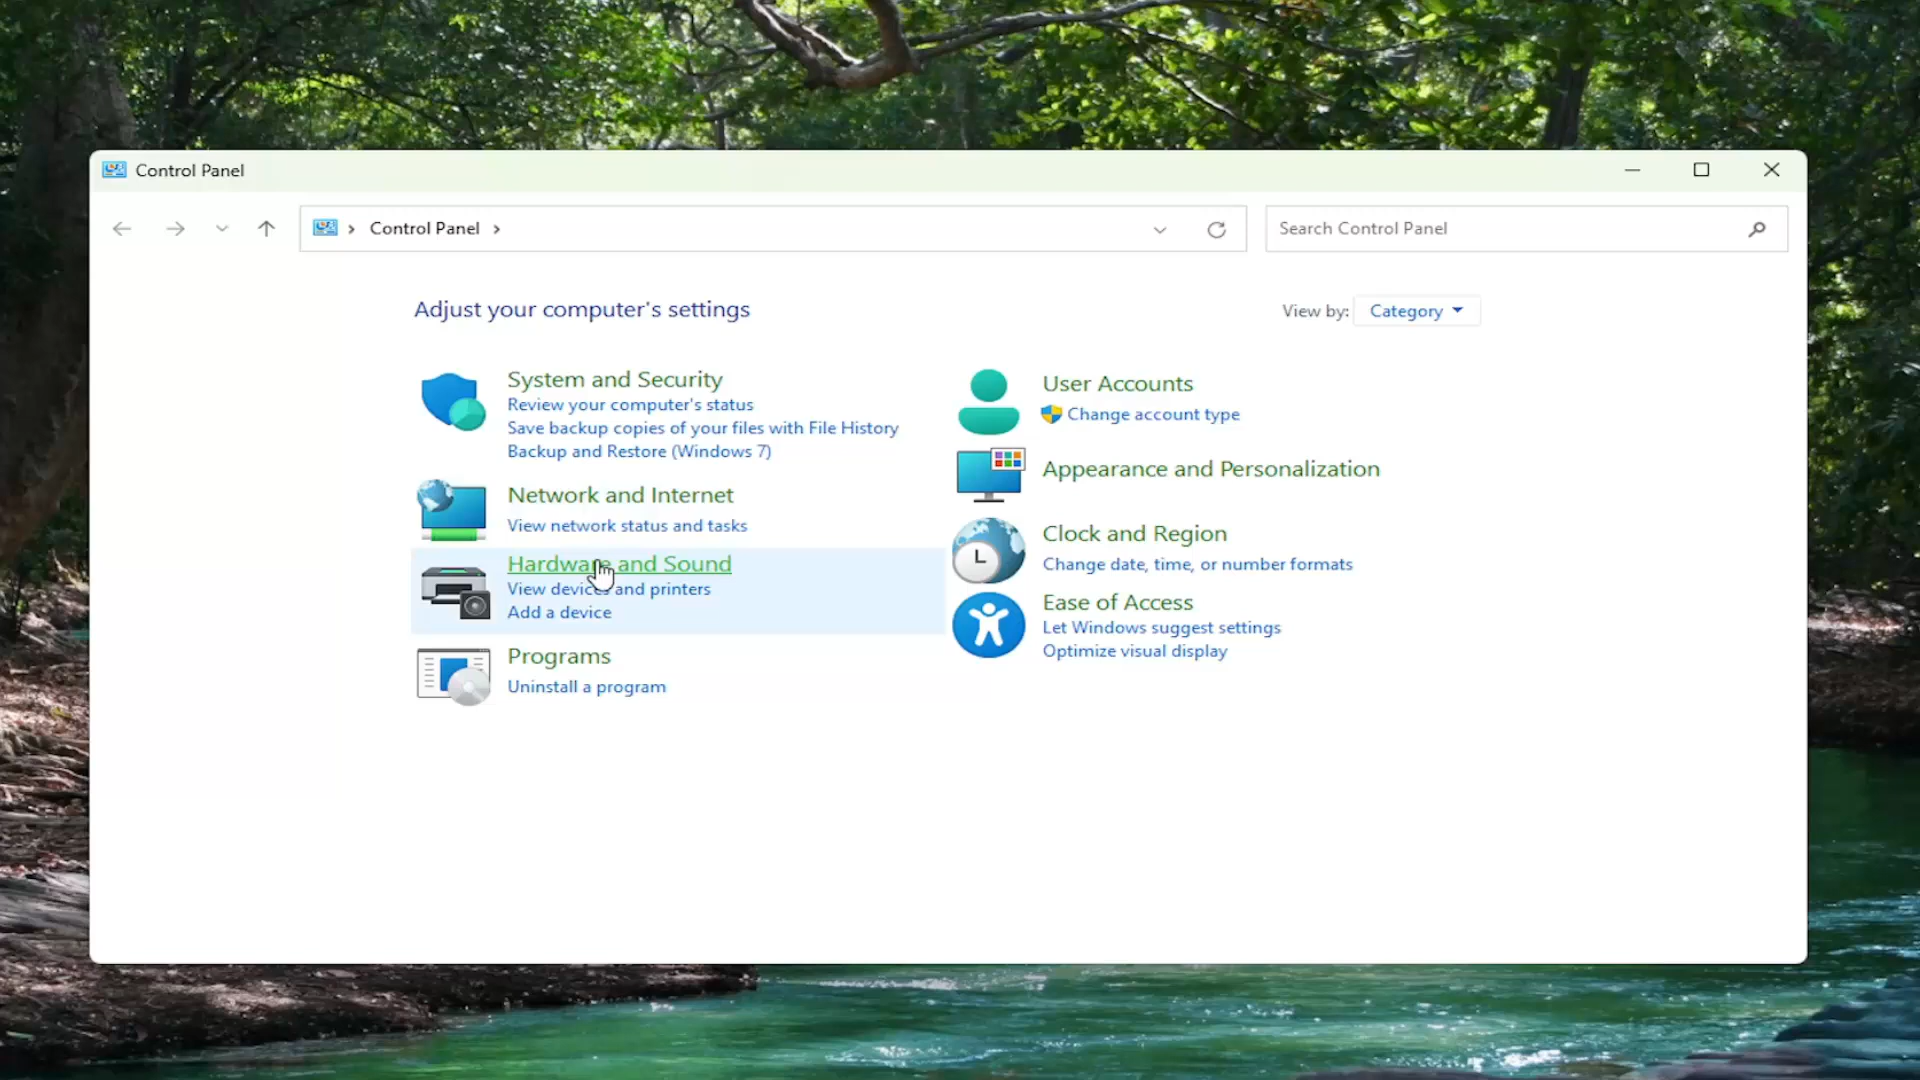 Control Panel
Control Panel
Search Control Panel
Adjust your computer's settings
View by: Category
System and Security
Review your computer's status
Save backup copies of your files with File History
Backup and Restore (Windows 7)
Network and Internet
View network status and tasks
Hardware and Sound
View devices and printers
Add a device
Programs
Uninstall a program
User Accounts
Change account type
Appearance and Personalization
Clock and Region
Change date, time, or number formats
Ease of Access
Let Windows suggest settings
Optimize visual display